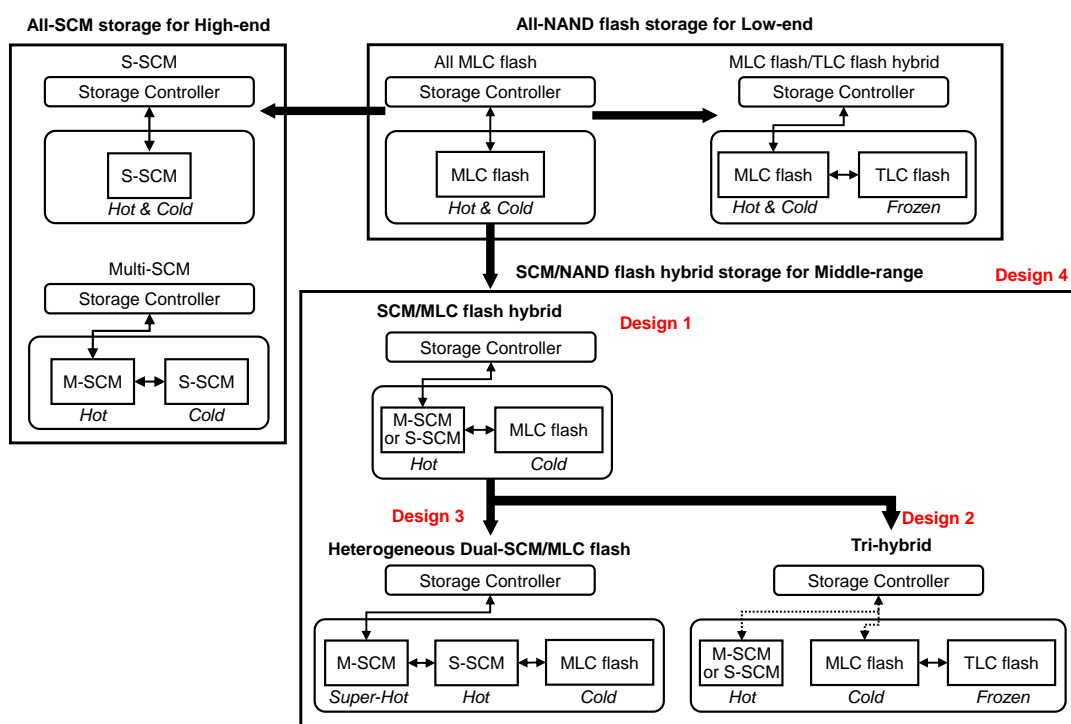 All-SCM storage for High-end
S-SCM
Storage Controller
S-SCM
Hot & Cold
Multi-SCM
Storage Controller
M-SCM
S-SCM
Hot
Cold
All-NAND flash storage for Low-end
All MLC flash
Storage Controller
MLC flash
Hot & Cold
MLC flash/TLC flash hybrid
Storage Controller
MLC flash
TLC flash
Hot & Cold
Frozen
SCM/NAND flash hybrid storage for Middle-range
Design 4
SCM/MLC flash hybrid
Design 1
Storage Controller
M-SCM
or S-SCM
MLC flash
Hot
Cold
Design 3
Heterogeneous Dual-SCM/MLC flash
Storage Controller
M-SCM
S-SCM
MLC flash
Super-Hot
Hot
Cold
Design 2
Tri-hybrid
Storage Controller
M-SCM
or S-SCM
MLC flash
TLC flash
Hot
Cold
Frozen